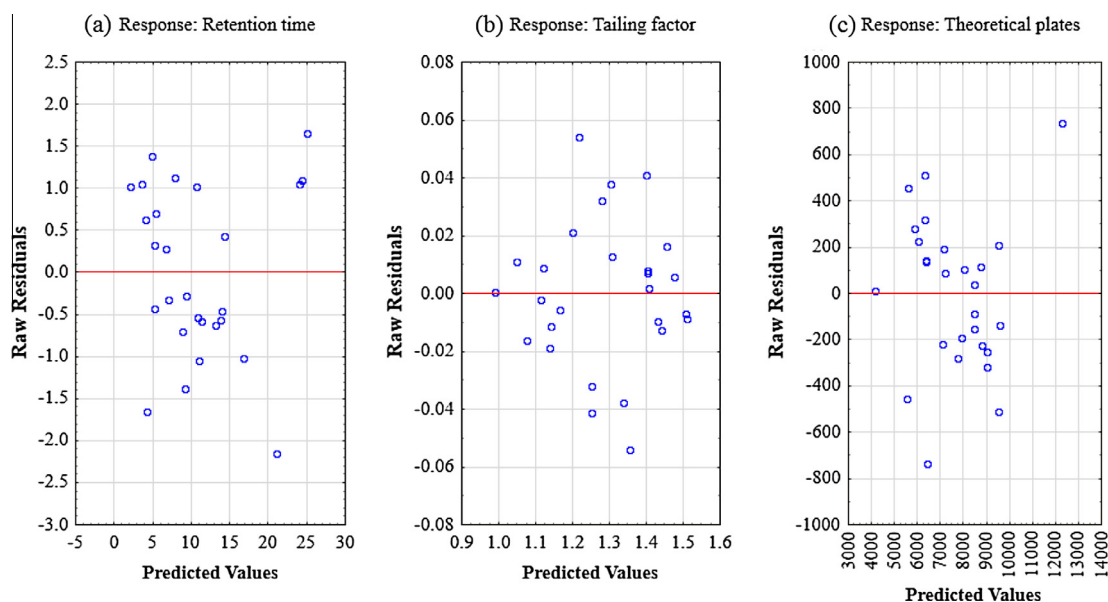 (a) Response: Retention time
2.5
2.0
1.5
1.0
0.5
0.0
-0.5
-1.0
-1.5
-2.0
-2.5
-3.0
Raw Residuals
-5 0 5 10 15 20 25 30
Predicted Values
(b) Response: Tailing factor
0.08
0.06
0.04
0.02
0.00
-0.02
-0.04
-0.06
-0.08
Raw Residuals
0.9 1.0 1.1 1.2 1.3 1.4 1.5 1.6
Predicted Values
(c) Response: Theoretical plates
1000
800
600
400
200
0
-200
-400
-600
-800
-1000
Raw Residuals
3000 4000 5000 6000 7000 8000 9000 10000 11000 12000 13000 14000
Predicted Values